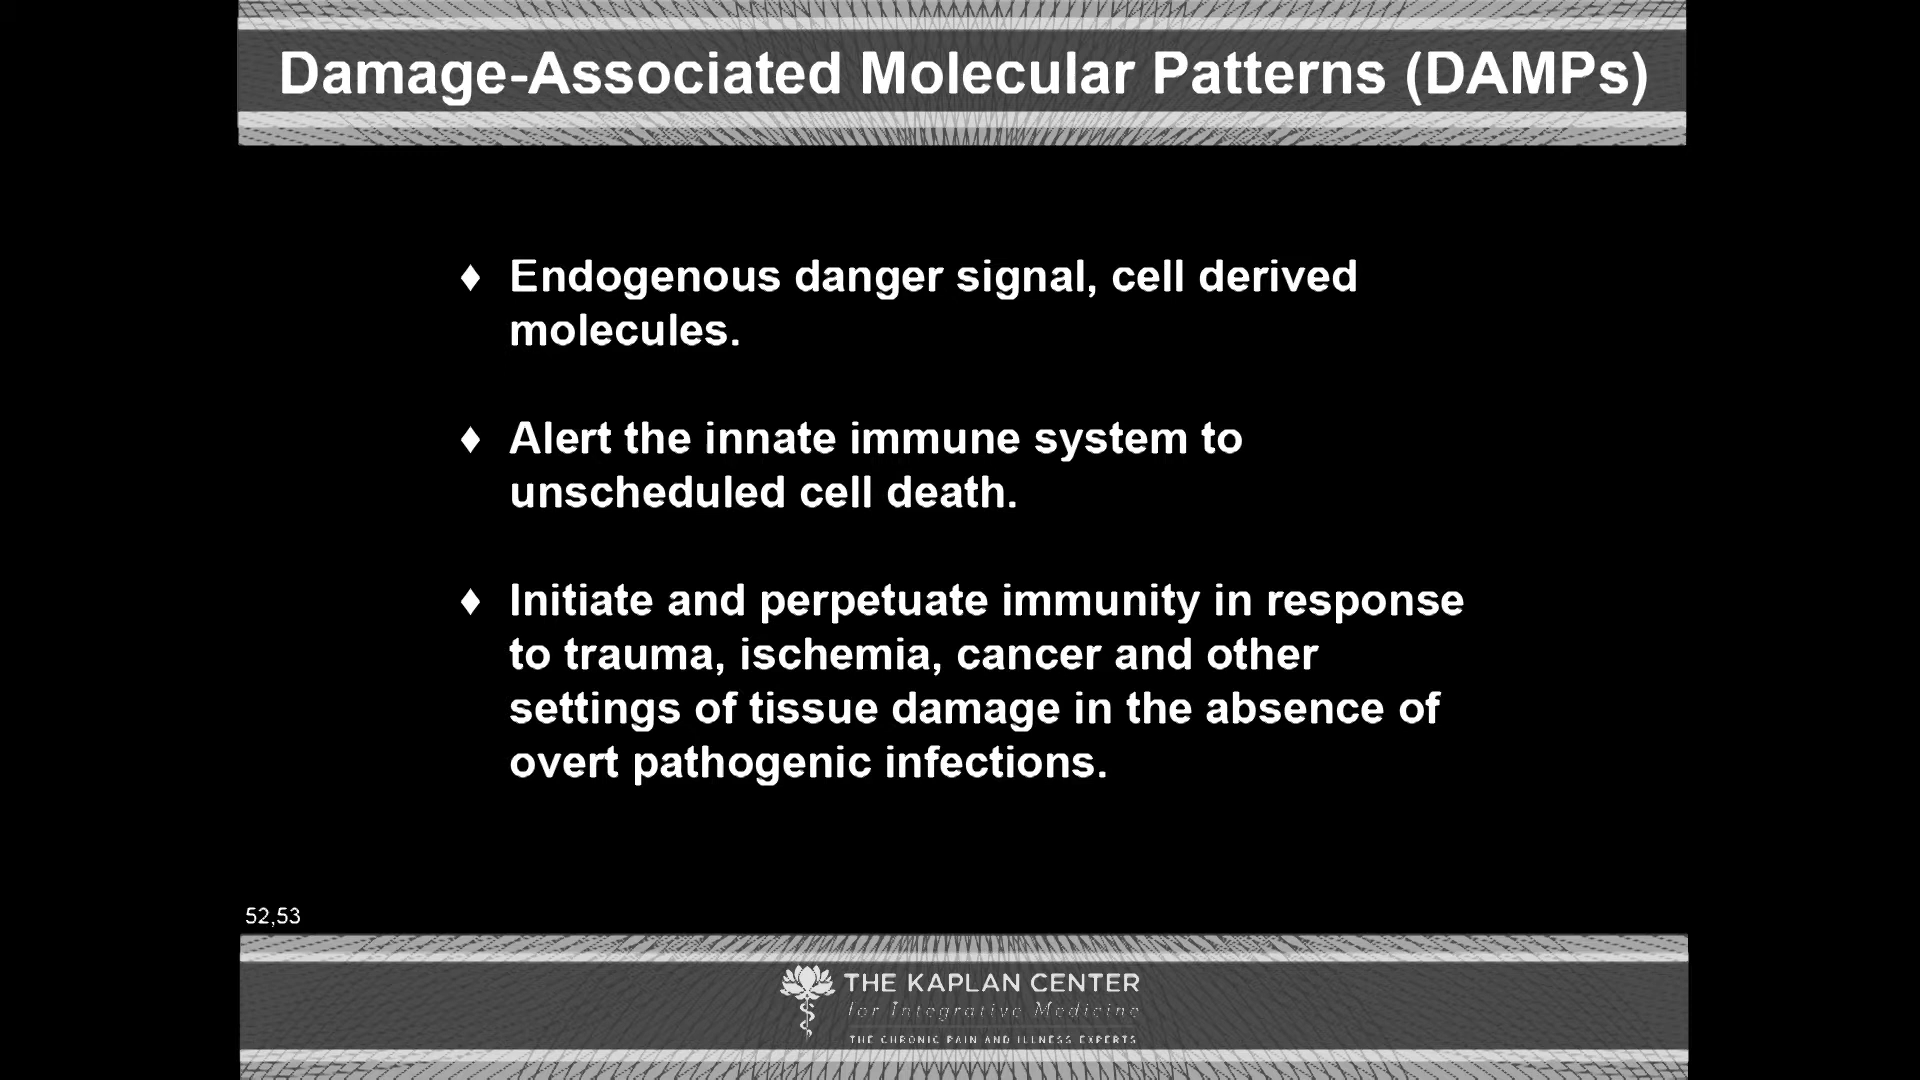 Damage-Associated Molecular Patterns (DAMPs)
♦ Endogenous danger signal, cell derived
molecules.
♦ Alert the innate immune system to
unscheduled cell death.
♦ Initiate and perpetuate immunity in response
to trauma, ischemia, cancer and other
settings of tissue damage in the absence of
overt pathogenic infections.
52,53
THE KAPLAN CENTER
for Integrative Medicine
THE CHRONIC PAIN AND ILLNESS EXPERTS